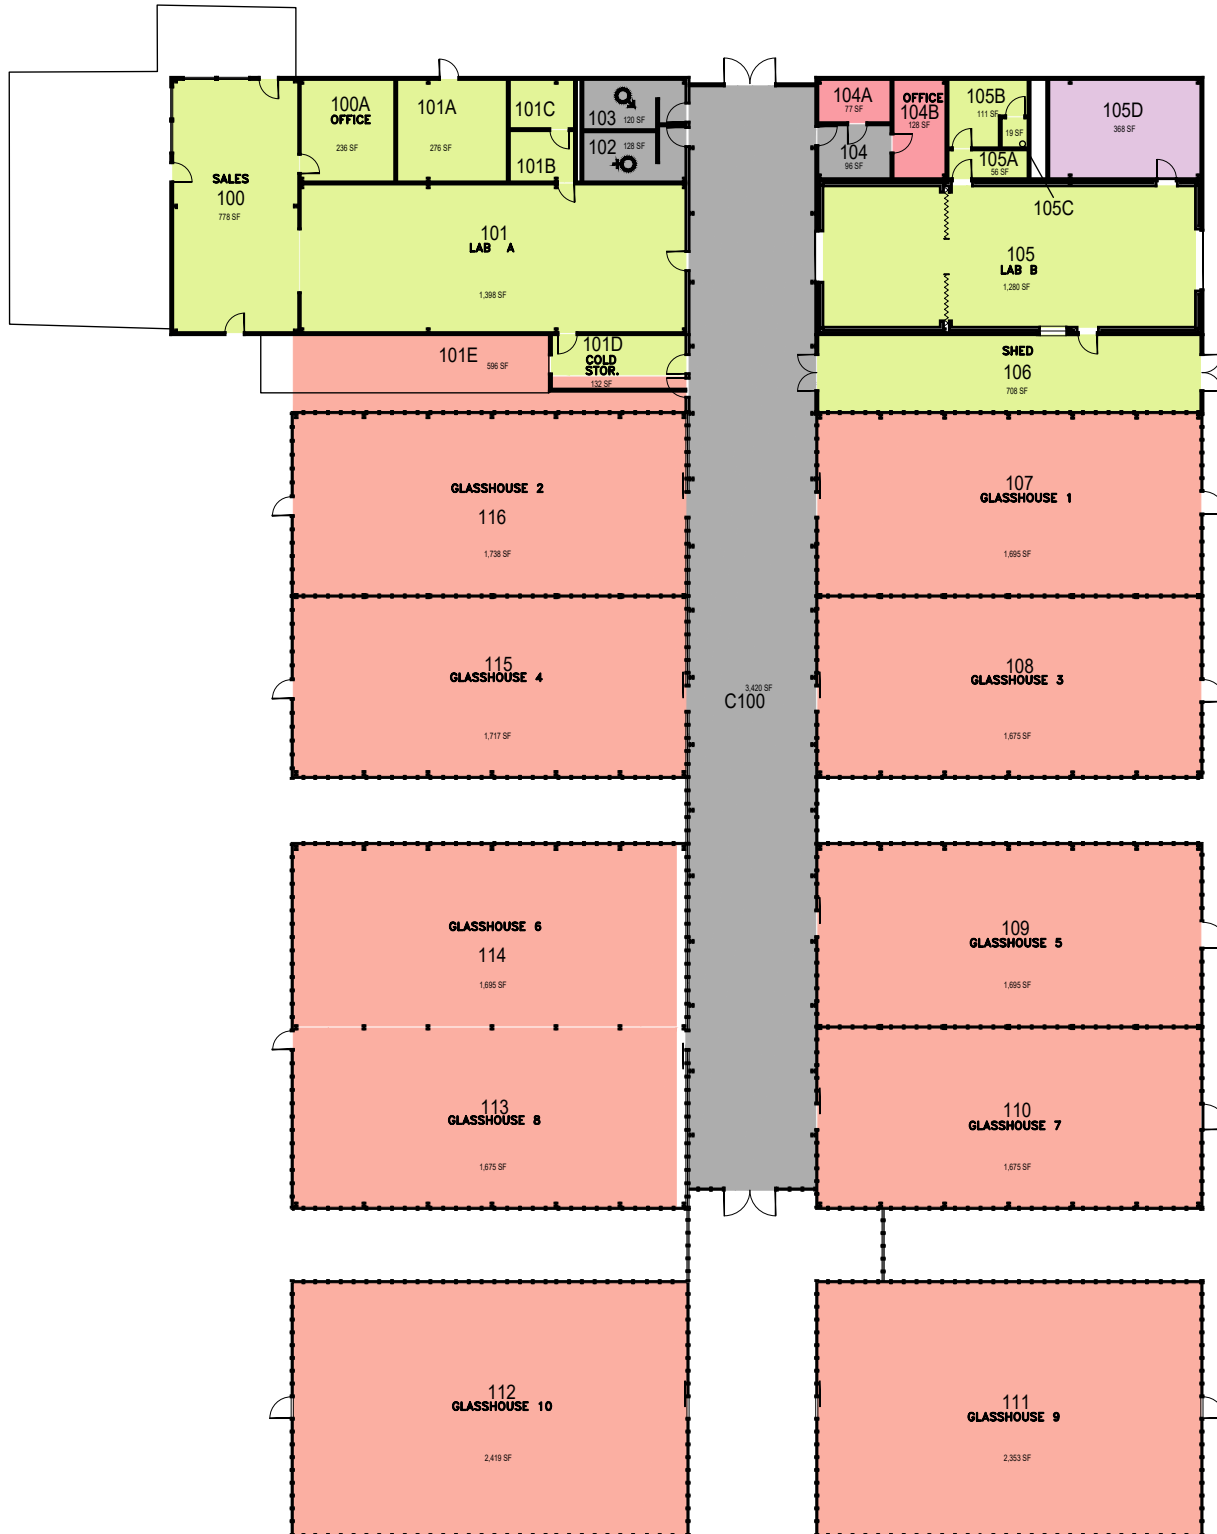 100A
OFFICE
236 SF
101A
276 SF
101C
101B
103
120 SF
102
128 SF
104A
77 SF
OFFICE
104B
128 SF
104
96 SF
105B
111 SF
19 SF
105A
56 SF
105C
105D
368 SF
SALES
100
778 SF
101
LAB A
1,398 SF
105
LAB B
1,280 SF
101E
596 SF
101D
COLD
STOR.
132 SF
SHED
106
708 SF
GLASSHOUSE 2
116
1,738 SF
107
GLASSHOUSE 1
1,695 SF
115
GLASSHOUSE 4
1,717 SF
3,420 SF
C100
108
GLASSHOUSE 3
1,675 SF
GLASSHOUSE 6
114
1,695 SF
109
GLASSHOUSE 5
1,695 SF
113
GLASSHOUSE 8
1,675 SF
110
GLASSHOUSE 7
1,675 SF
112
GLASSHOUSE 10
2,419 SF
111
GLASSHOUSE 9
2,353 SF